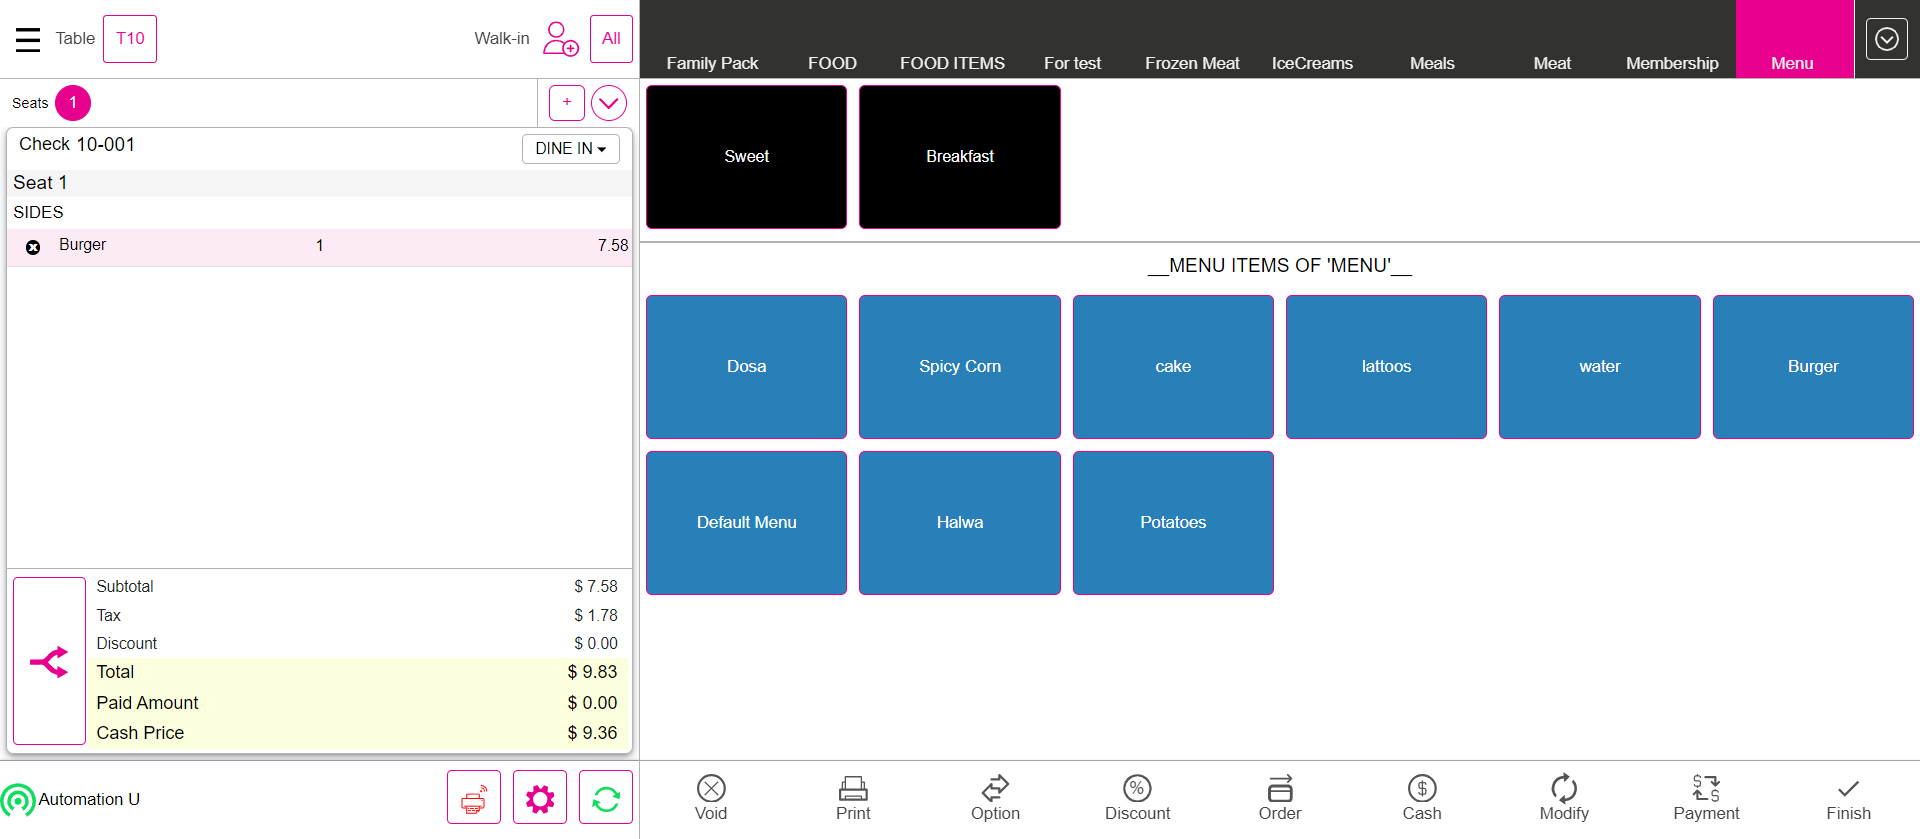 Table T10 Walk-in All
Family Pack FOOD FOOD ITEMS For test Frozen Meat IceCreams Meals Meat Membership Menu
Seats 1 +
Check 10-001 DINE IN
Seat 1
SIDES
Burger 1 7.58
Subtotal $ 7.58
Tax $ 1.78
Discount $ 0.00
Total $ 9.83
Paid Amount $ 0.00
Cash Price $ 9.36
Automation U
Sweet Breakfast
__MENU ITEMS OF 'MENU'__
Dosa Spicy Corn cake lattoos water Burger
Default Menu Halwa Potatoes
Void Print Option Discount Order Cash Modify Payment Finish